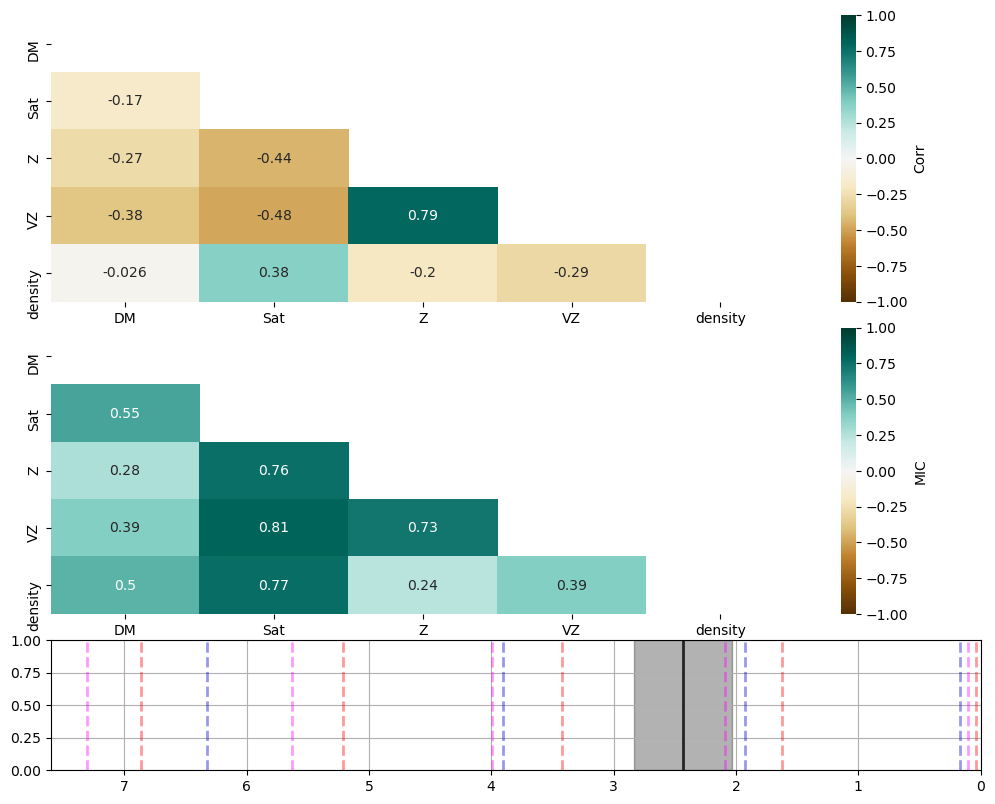 DM
Sat
-0.17
Z
-0.27 -0.44
VZ
-0.38 -0.48 0.79
density
-0.026 0.38 -0.2 -0.29
DM Sat Z VZ density
1.00
0.75
0.50
0.25
0.00
−0.25
−0.50
−0.75
−1.00
Corr
DM
Sat
0.55
Z
0.28 0.76
VZ
0.39 0.81 0.73
density
0.5 0.77 0.24 0.39
DM Sat Z VZ density
1.00
0.75
0.50
0.25
0.00
−0.25
−0.50
−0.75
−1.00
MIC
1.00
0.75
0.50
0.25
0.00
7 6 5 4 3 2 1 0